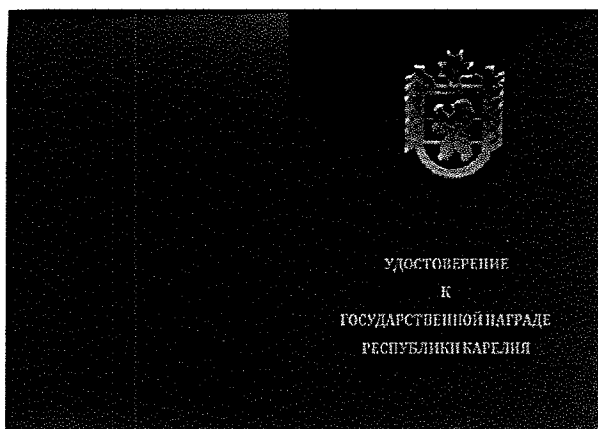 УДОСТОВЕРЕНИЕ
К
ГОСУДАРСТВЕННОЙ НАГРАДЕ
РЕСПУБЛИКИ КАРЕЛИЯ